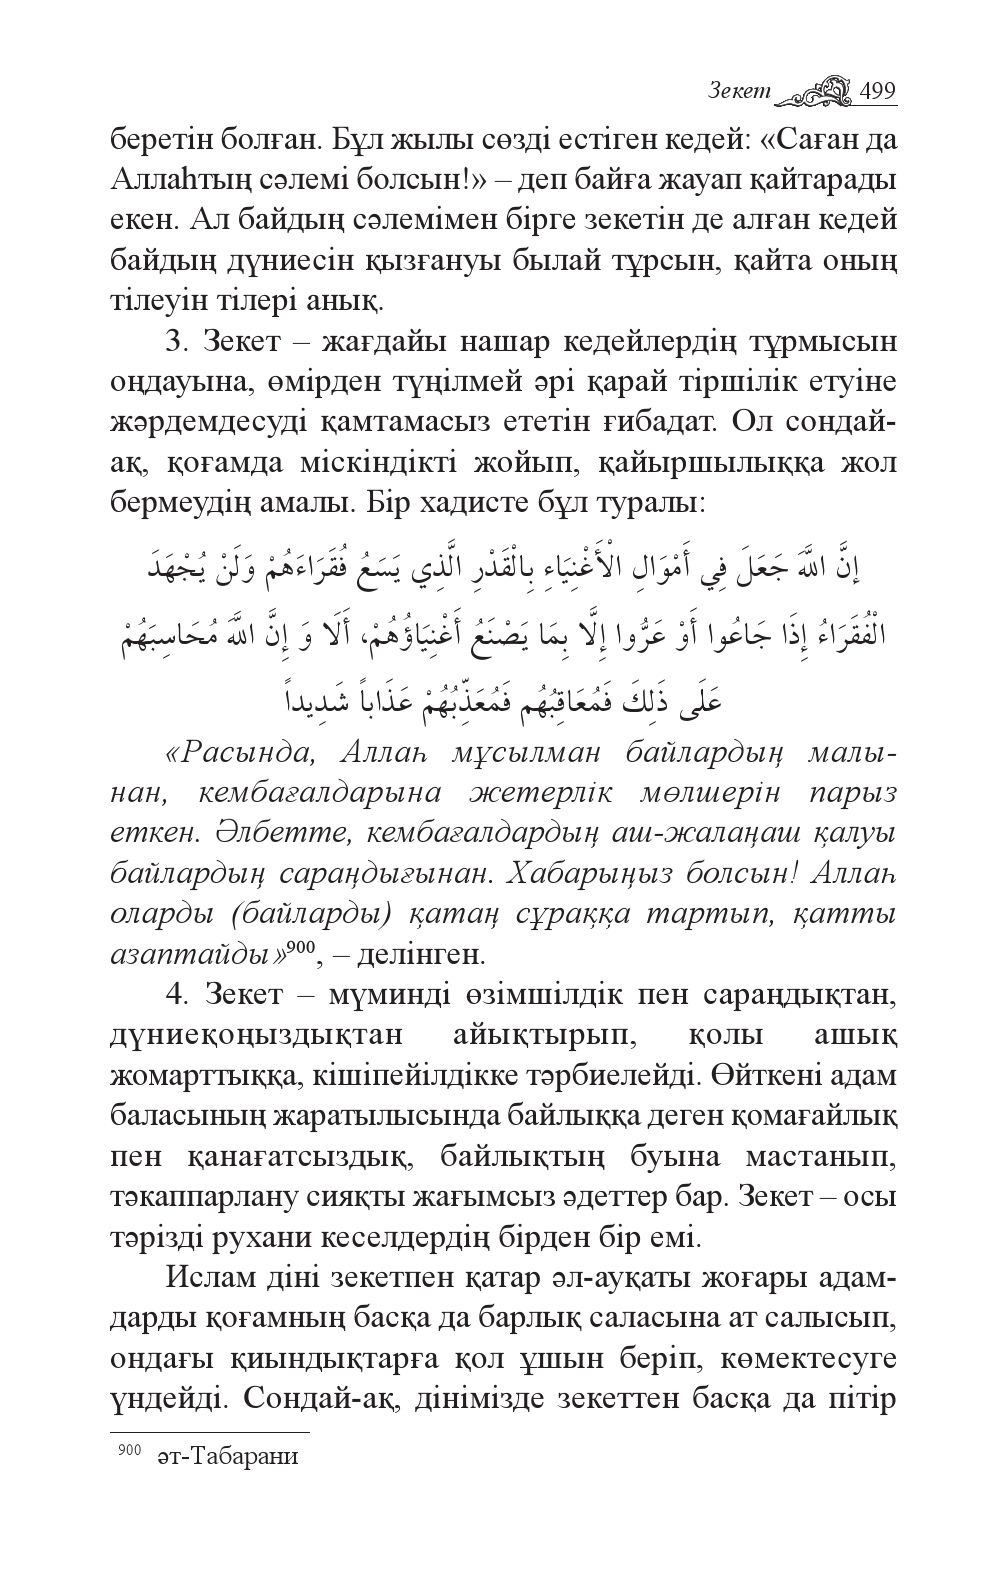 Зекет 499
беретін болған. Бұл жылы сөзді естіген кедей: «Саған да
Аллаһтың сәлемі болсын!» – деп байға жауап қайтарады
екен. Ал байдың сәлемімен бірге зекетін де алған кедей
байдың дүниесін қызғануы былай тұрсын, қайта оның
тілеуін тілері анық.
3. Зекет – жағдайы нашар кедейлердің тұрмысын
оңдауына, өмірден түңілмей әрі қарай тіршілік етуіне
жәрдемдесуді қамтамасыз ететін ғибадат. Ол сондай-
ақ, қоғамда міскіндікті жойып, қайыршылыққа жол
бермеудің амалы. Бір хадисте бұл туралы:
إِنَّ اللَّهَ جَعَلَ فِي أَمْوَالِ الْأَغْنِيَاءِ بِالْقَدْرِ الَّذِي يَسَعُ فُقَرَاءَهُمْ وَلَنْ يُجْهَدَ
الْفُقَرَاءُ إِذَا جَاعُوا أَوْ عَرُّوا إِلَّا بِمَا يَصْنَعُ أَغْنِيَاؤُهُمْ، أَلَا وَ إِنَّ اللَّهَ مُحَاسِبَهُمْ
عَلَى ذَلِكَ فَمُعَاقِبُهُم فَمُعَذِّبُهُمْ عَذَاباً شَدِيداً
«Расында, Аллаһ мұсылман байлардың малы-
нан, кембағалдарына жетерлік мөлшерін парыз
еткен. Әлбетте, кембағалдардың аш-жалаңаш қалуы
байлардың сараңдығынан. Хабарыңыз болсын! Аллаһ
оларды (байларды) қатаң сұраққа тартып, қатты
азаптайды»900, – делінген.
4. Зекет – мүминді өзімшілдік пен сараңдықтан,
дүниеқоңыздықтан айықтырып, қолы ашық
жомарттыққа, кішіпейілдікке тәрбиелейді. Өйткені адам
баласының жаратылысында байлыққа деген қомағайлық
пен қанағатсыздық, байлықтың буына мастанып,
тәкаппарлану сияқты жағымсыз әдеттер бар. Зекет – осы
тәрізді рухани кеселдердің бірден бір емі.
Ислам діні зекетпен қатар әл-ауқаты жоғары адам-
дарды қоғамның басқа да барлық саласына ат салысып,
ондағы қиындықтарға қол ұшын беріп, көмектесуге
үндейді. Сондай-ақ, дінімізде зекеттен басқа да пітір
900 әт-Табарани